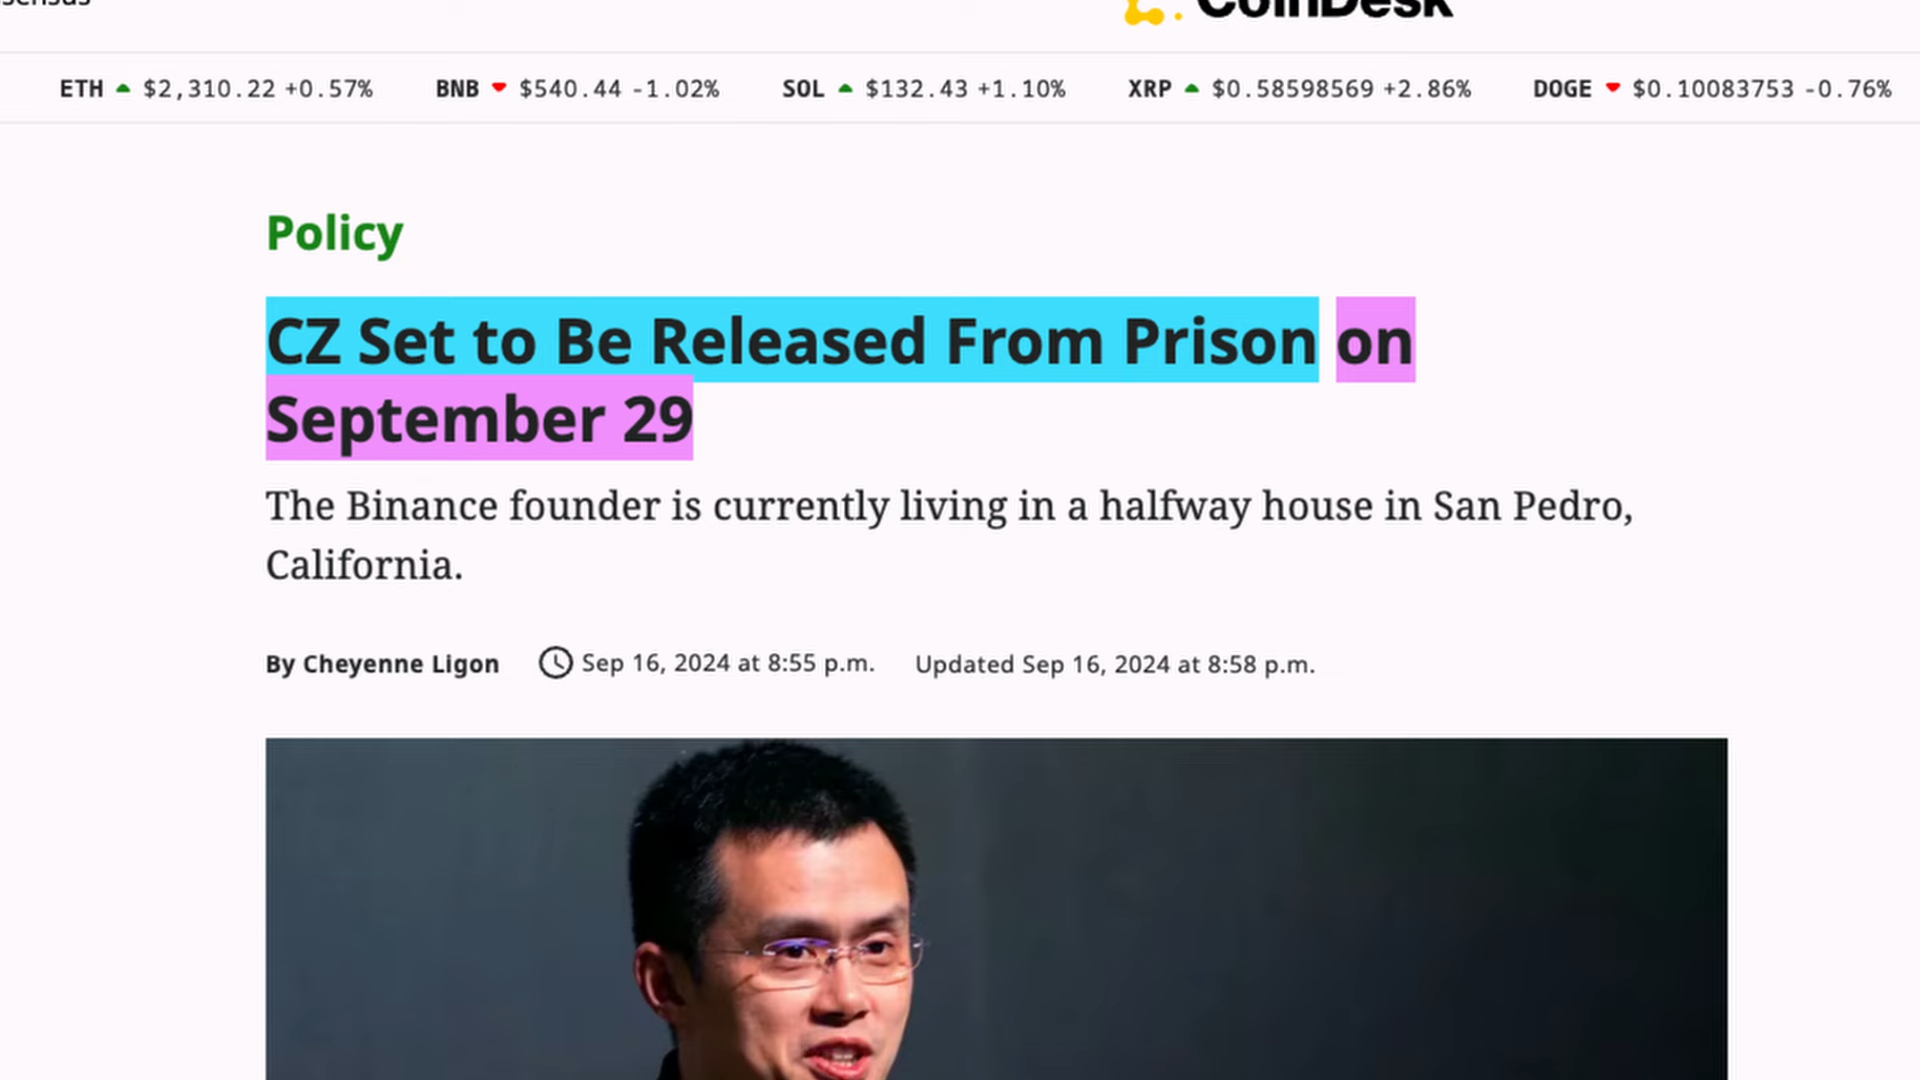 sensus
CoinDesk
ETH $2,310.22 +0.57% BNB $540.44 -1.02% SOL $132.43 +1.10% XRP $0.58598569 +2.86% DOGE $0.10083753 -0.76%
Policy
CZ Set to Be Released From Prison on
September 29
The Binance founder is currently living in a halfway house in San Pedro,
California.
By Cheyenne Ligon Sep 16, 2024 at 8:55 p.m. Updated Sep 16, 2024 at 8:58 p.m.